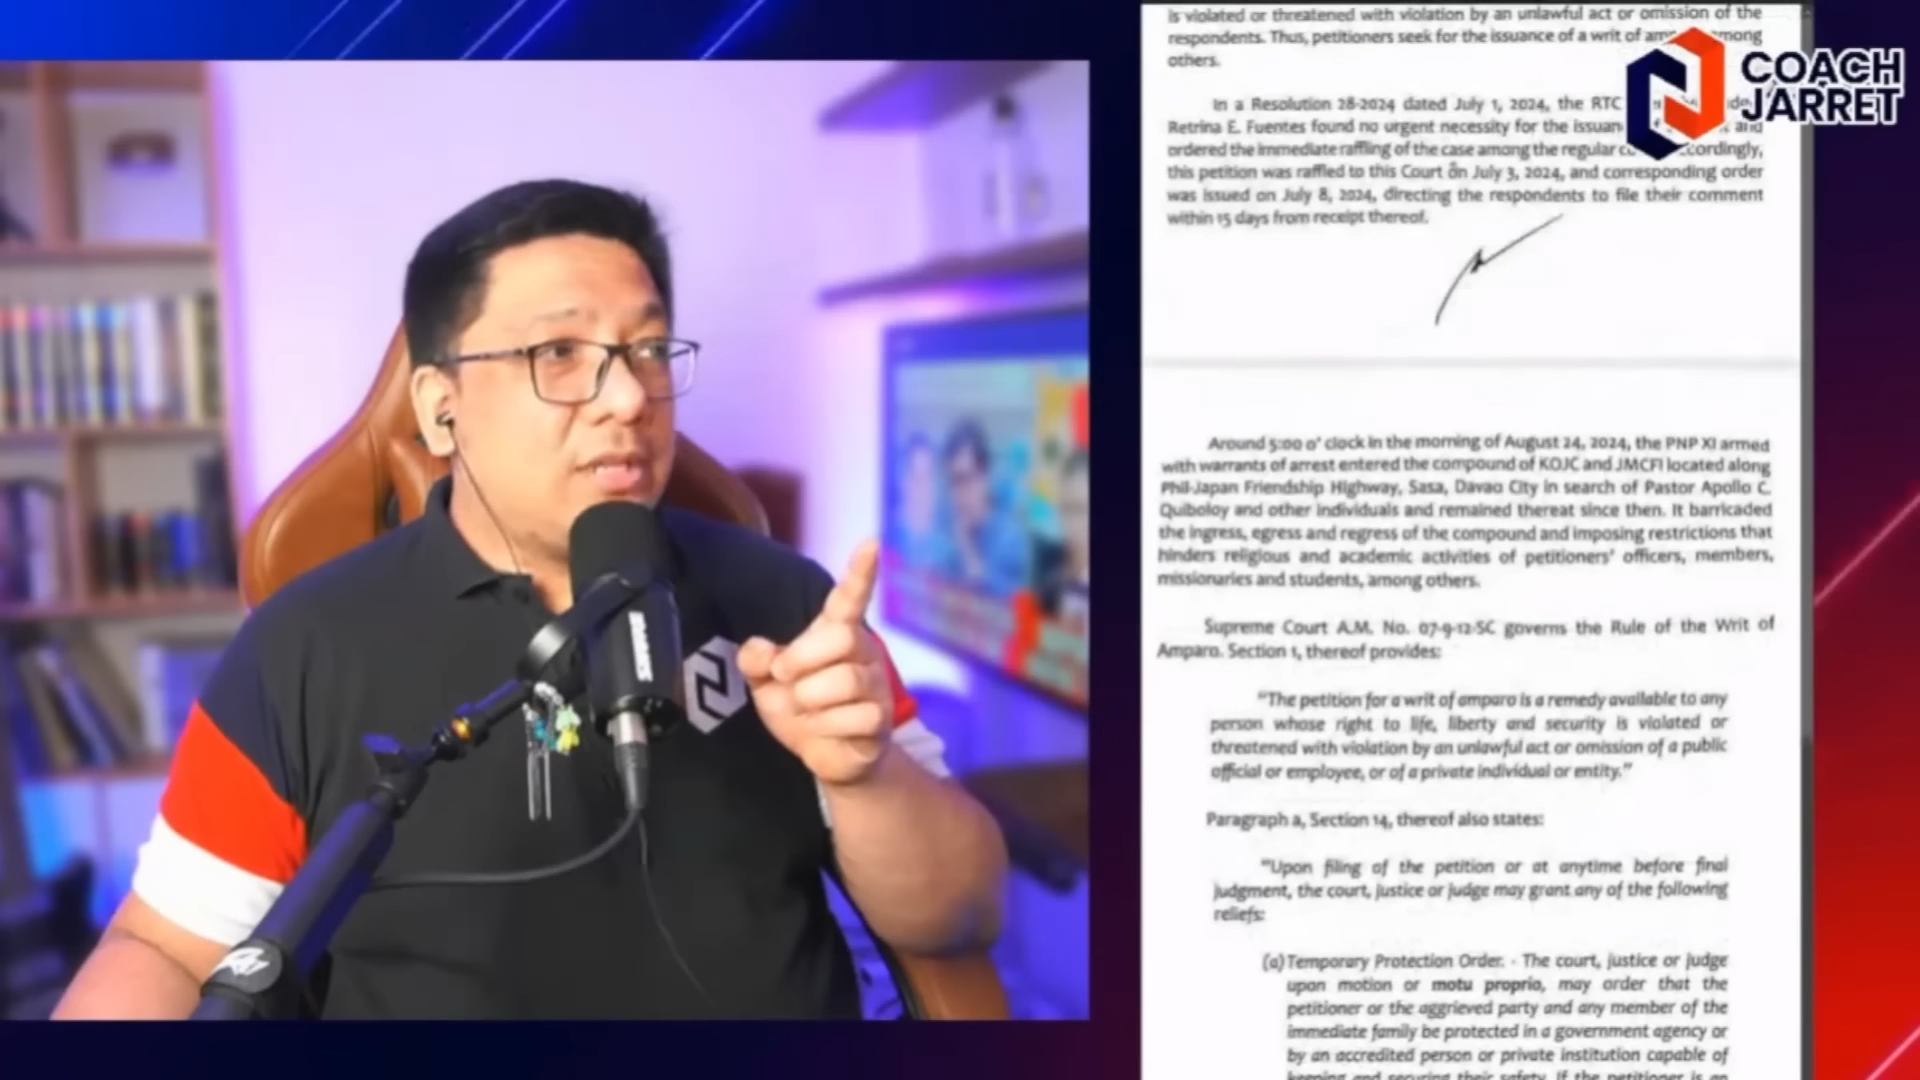 is violated or threatened with violation by an unlawful act or omission of the
respondents. Thus, petitioners seek for the issuance of a writ of among
others.
COACH
JARRET
In a Resolution 28-2024 dated July 1, 2024, the RTC
Retrina E. Fuentes found no urgent necessity for the and
ordered the immediate raffling of the case among the regular
this petition was raffled to this Court on July 3, 2024, and corresponding order
was issued on July 8, 2024, directing the respondents to file their comment
within 15 days from receipt thereof.
Around 5:00 o' clock in the morning of August 24, 2024, the PNP XI armed
with warrants of arrest entered the compound of KOJC and JMCFI located along
Phil-Japan Friendship Highway, Sasa, Davao City in search of Pastor Apollo C.
Quiboloy and other individuals and remained thereat since then. It barricaded
the ingress, egress and regress of the compound and imposing restrictions that
hinders religious and academic activities of petitioners' officers, members,
missionaries and students, among others.
Supreme Court A.M. No. 07-9-12-SC governs the Rule of the Writ of
Amparo. Section 1, thereof provides:
"The petition for a writ of amparo is a remedy available to any
person whose right to life, liberty and security is violated or
threatened with violation by an unlawful act or omission of a public
official or employee, or of a private individual or entity."
Paragraph a, Section 14, thereof also states:
"Upon filing of the petition or at anytime before final
judgment, the court, justice or judge may grant any of the following
reliefs:
(a) Temporary Protection Order. - The court, justice or judge
upon motion or motu proprio, may order that the
petitioner or the aggrieved party and any member of the
immediate family be protected in a government agency or
by an accredited person or private institution capable of
keeping and securing their safety. If the petitioner is an